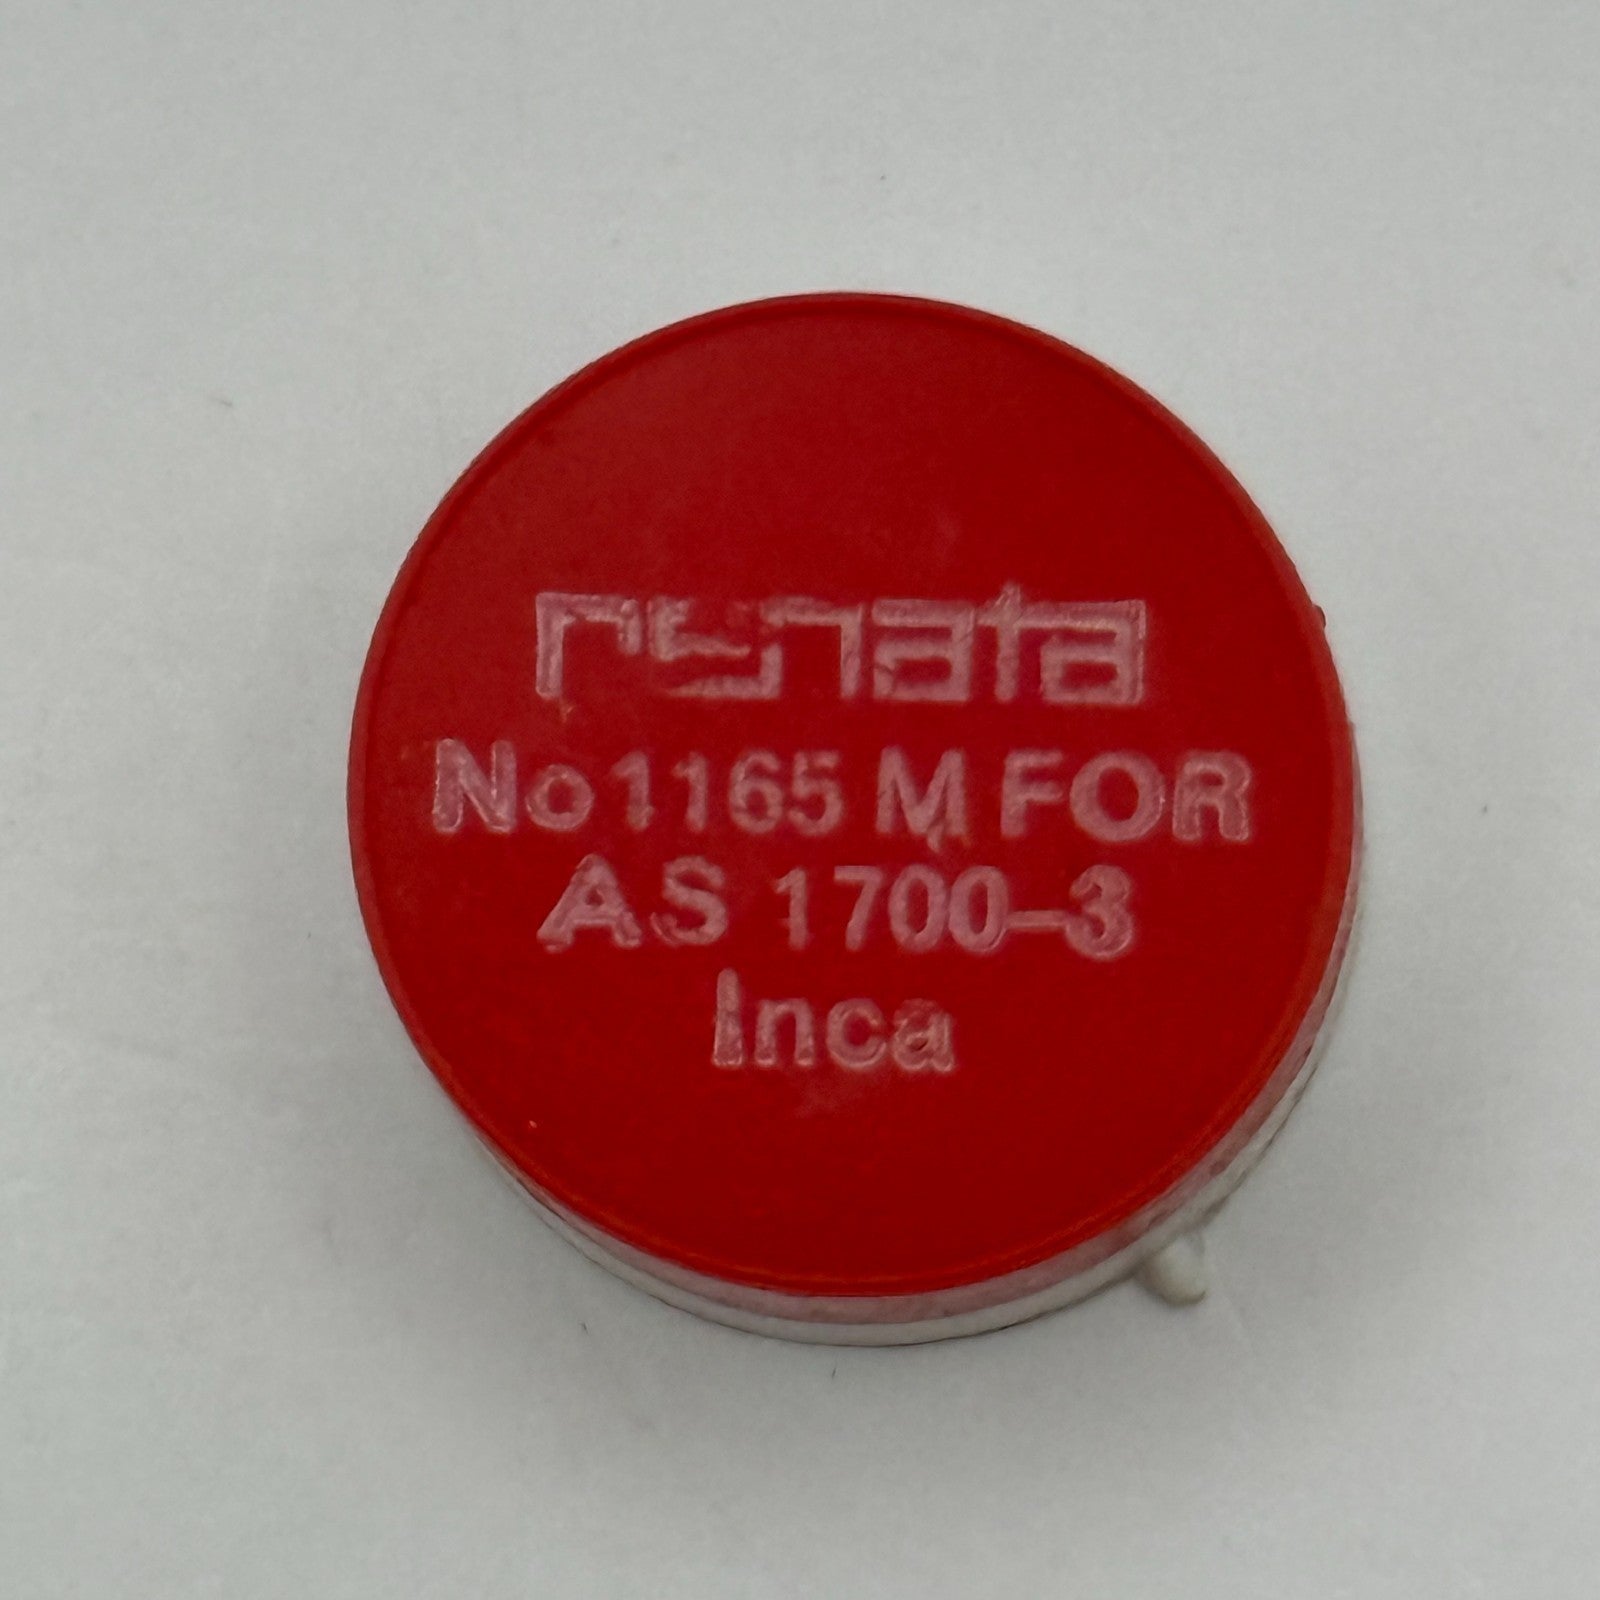 renata
No 1165 M FOR
AS 1700-3
Inca